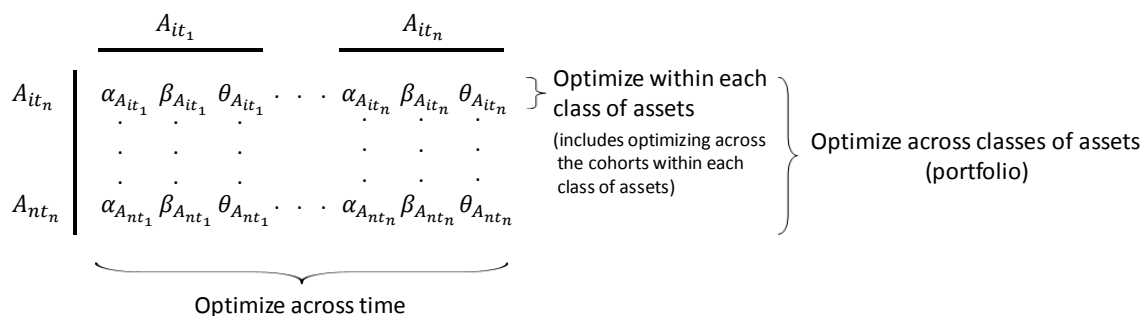 A_{it_1} A_{it_n}
A_{it_n} α_{A_{it_1}} β_{A_{it_1}} θ_{A_{it_1}} · · · α_{A_{it_n}} β_{A_{it_n}} θ_{A_{it_n}}
Optimize within each
class of assets
(includes optimizing across
the cohorts within each
class of assets)
Optimize across classes of assets
(portfolio)
A_{nt_n} α_{A_{nt_1}} β_{A_{nt_1}} θ_{A_{nt_1}} · · · α_{A_{nt_n}} β_{A_{nt_n}} θ_{A_{nt_n}}
Optimize across time